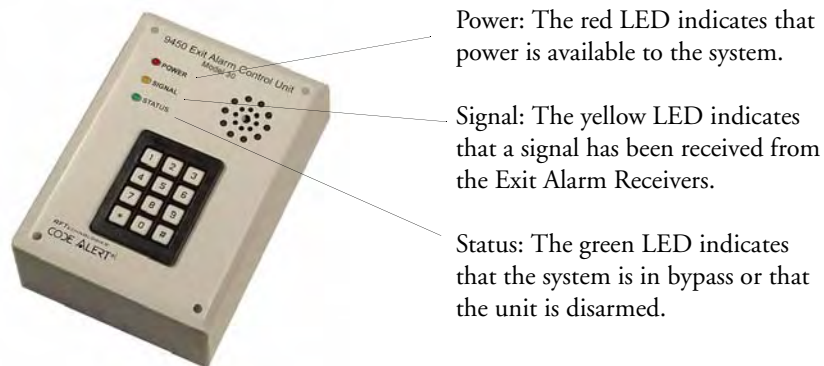 9450 Exit Alarm Control Unit
Model 30
POWER
SIGNAL
STATUS
1 2 3
4 5 6
7 8 9
* 0 #
RF TECHNOLOGIES
CODE ALERT
Power: The red LED indicates that
power is available to the system.
Signal: The yellow LED indicates
that a signal has been received from
the Exit Alarm Receivers.
Status: The green LED indicates
that the system is in bypass or that
the unit is disarmed.